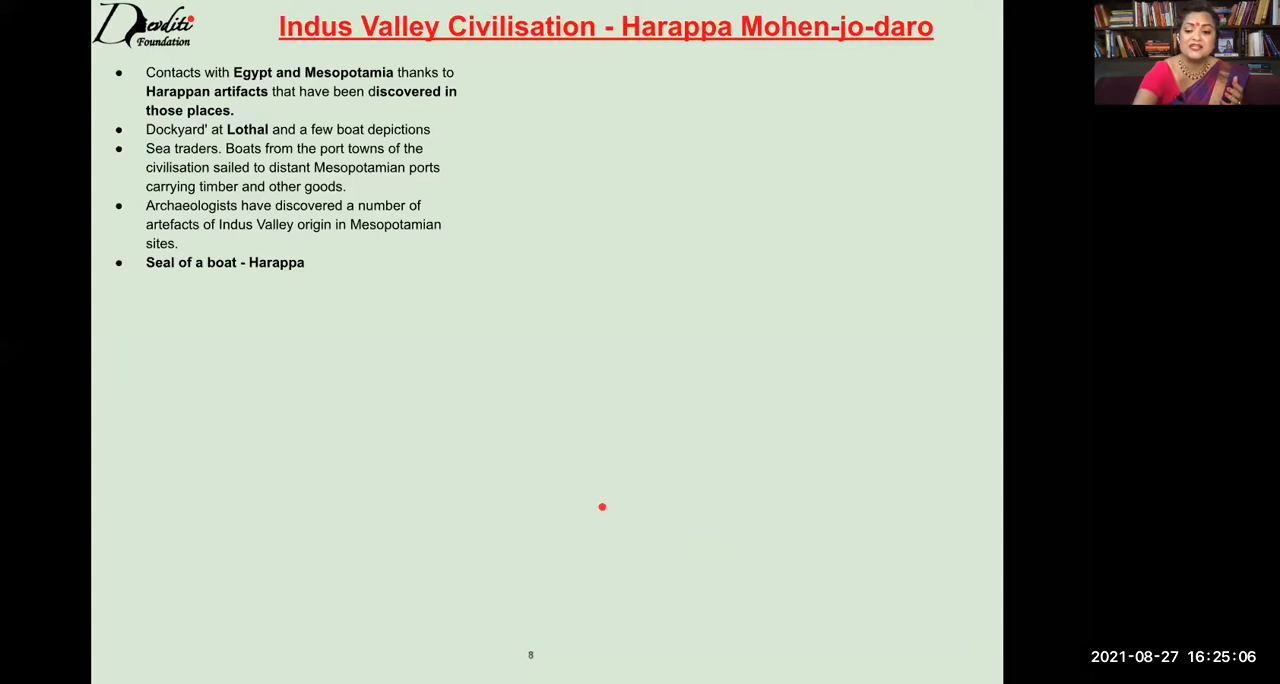 Devditi
Foundation
Indus Valley Civilisation - Harappa Mohen-jo-daro
● Contacts with Egypt and Mesopotamia thanks to
Harappan artifacts that have been discovered in
those places.
● Dockyard' at Lothal and a few boat depictions
● Sea traders. Boats from the port towns of the
civilisation sailed to distant Mesopotamian ports
carrying timber and other goods.
● Archaeologists have discovered a number of
artefacts of Indus Valley origin in Mesopotamian
sites.
● Seal of a boat - Harappa
8
2021-08-27 16:25:06